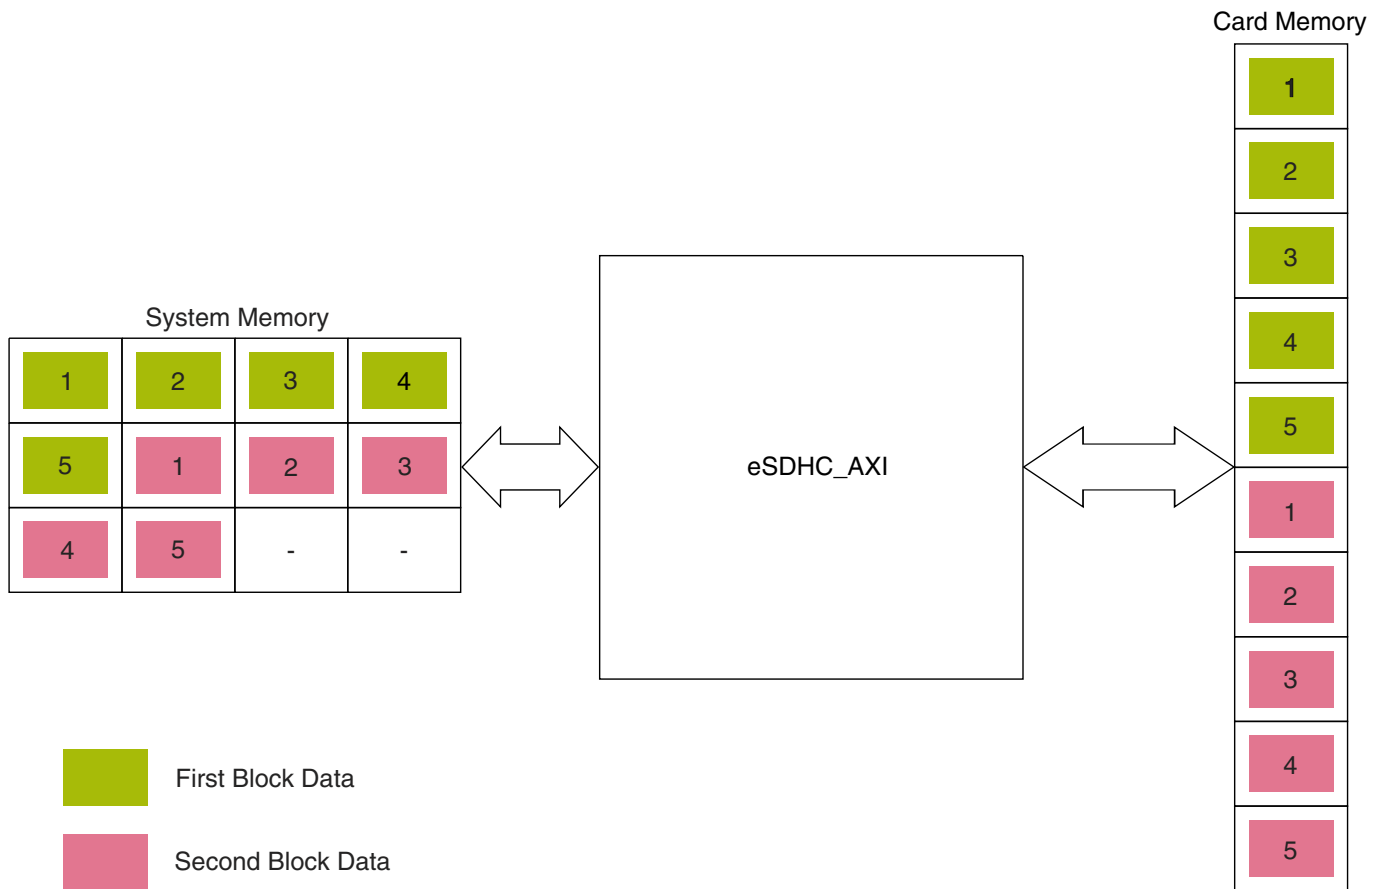 Card Memory
1
2
3
4
5
1
2
3
4
5
System Memory
1 2 3 4
5 1 2 3
4 5 - -
eSDHC_AXI
First Block Data
Second Block Data